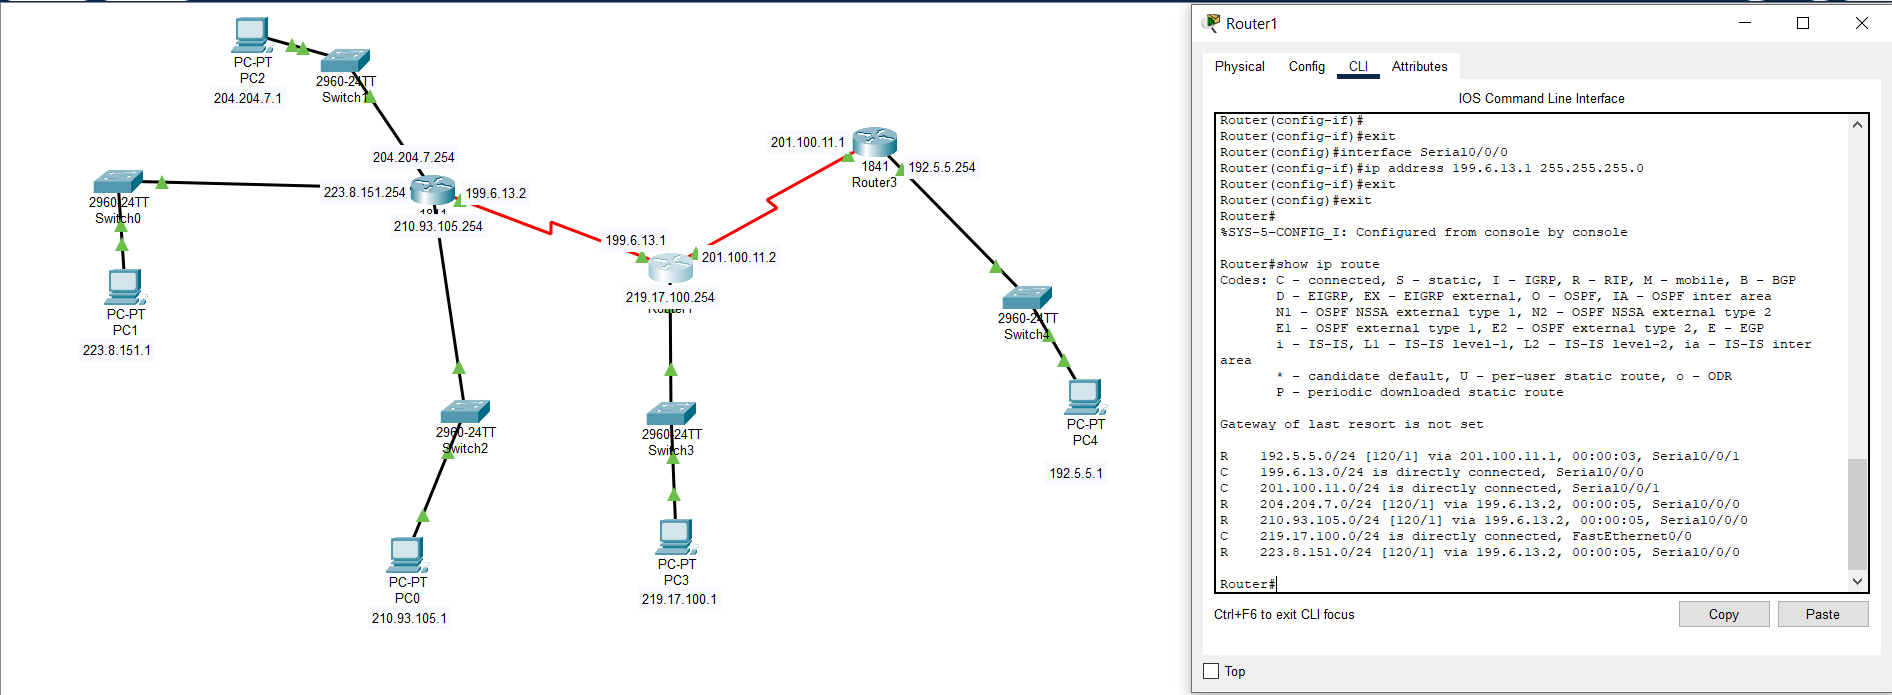 PC-PT
PC2
204.204.7.1
2960-24TT
Switch1
204.204.7.254
2960-24TT
Switch0
223.8.151.254
199.6.13.2
1841
210.93.105.254
PC-PT
PC1
223.8.151.1
201.100.11.1
1841
Router3
192.5.5.254
199.6.13.1
201.100.11.2
219.17.100.254
Router1
2960-24TT
Switch4
2960-24TT
Switch2
2960-24TT
Switch3
PC-PT
PC4
192.5.5.1
PC-PT
PC0
210.93.105.1
PC-PT
PC3
219.17.100.1
Router1
Physical Config CLI Attributes
IOS Command Line Interface
Router(config-if)#
Router(config-if)#exit
Router(config)#interface Serial0/0/0
Router(config-if)#ip address 199.6.13.1 255.255.255.0
Router(config-if)#exit
Router(config)#exit
Router#
%SYS-5-CONFIG_I: Configured from console by console
Router#show ip route
Codes: C - connected, S - static, I - IGRP, R - RIP, M - mobile, B - BGP
D - EIGRP, EX - EIGRP external, O - OSPF, IA - OSPF inter area
N1 - OSPF NSSA external type 1, N2 - OSPF NSSA external type 2
E1 - OSPF external type 1, E2 - OSPF external type 2, E - EGP
i - IS-IS, L1 - IS-IS level-1, L2 - IS-IS level-2, ia - IS-IS inter
area
* - candidate default, U - per-user static route, o - ODR
P - periodic downloaded static route
Gateway of last resort is not set
R 192.5.5.0/24 [120/1] via 201.100.11.1, 00:00:03, Serial0/0/1
C 199.6.13.0/24 is directly connected, Serial0/0/0
C 201.100.11.0/24 is directly connected, Serial0/0/1
R 204.204.7.0/24 [120/1] via 199.6.13.2, 00:00:05, Serial0/0/0
R 210.93.105.0/24 [120/1] via 199.6.13.2, 00:00:05, Serial0/0/0
C 219.17.100.0/24 is directly connected, FastEthernet0/0
R 223.8.151.0/24 [120/1] via 199.6.13.2, 00:00:05, Serial0/0/0
Router#
Ctrl+F6 to exit CLI focus
Copy
Paste
Top